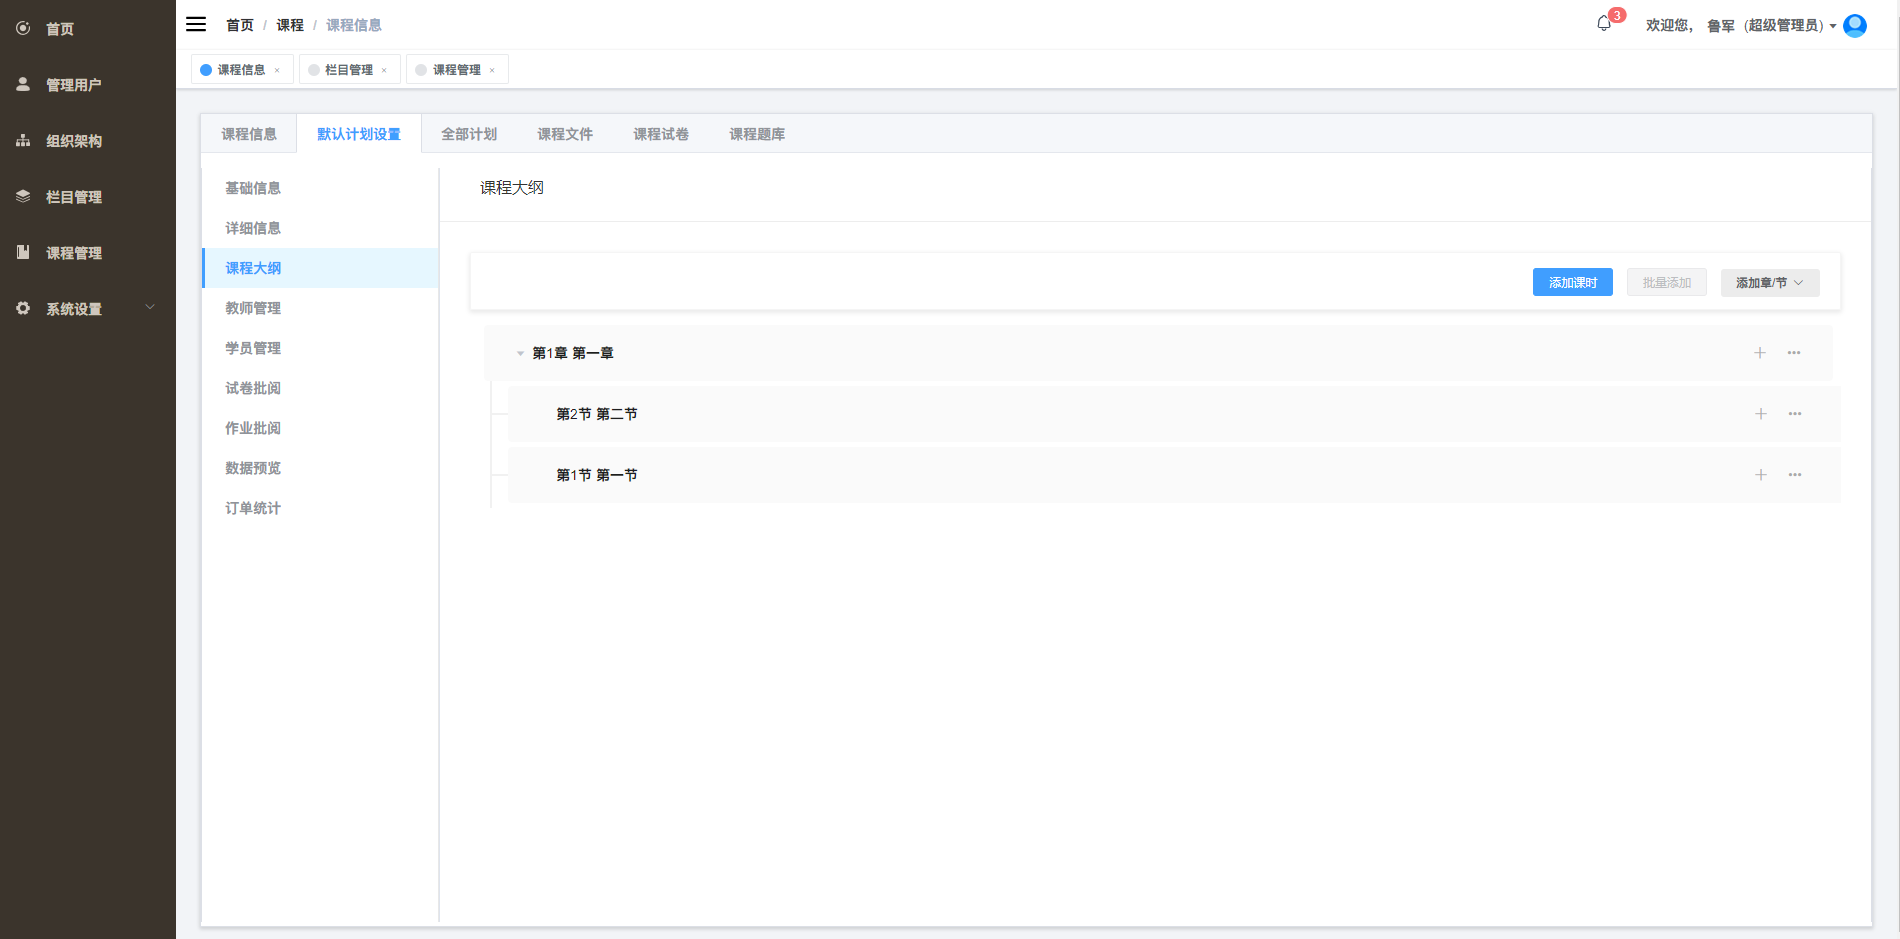 首页
管理用户
组织架构
栏目管理
课程管理
系统设置
首页 / 课程 / 课程信息
3
欢迎您， 鲁军 (超级管理员)
课程信息 ×
栏目管理 ×
课程管理 ×
课程信息 默认计划设置 全部计划 课程文件 课程试卷 课程题库
基础信息
详细信息
课程大纲
教师管理
学员管理
试卷批阅
作业批阅
数据预览
订单统计
课程大纲
添加课时 批量添加 添加章/节
第1章 第一章
第2节 第二节
第1节 第一节